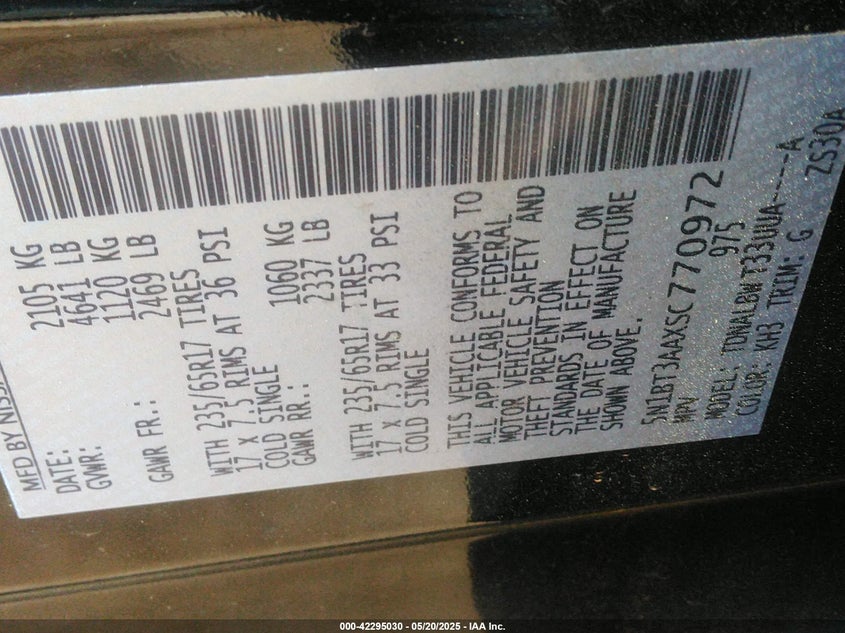 MFD BY
DATE:
GVWR: 2105 KG
4641 LB
GAWR FR.: 1120 KG
2469 LB
WITH 235/65R17 TIRES
17 X 7.5 RIMS AT 36 PSI
COLD SINGLE
GAWR RR.: 1060 KG
2337 LB
WITH 235/65R17 TIRES
17 X 7.5 RIMS AT 33 PSI
COLD SINGLE
THIS VEHICLE CONFORMS TO
ALL APPLICABLE FEDERAL
MOTOR VEHICLE SAFETY AND
THEFT PREVENTION
STANDARDS IN EFFECT ON
THE DATE OF MANUFACTURE
SHOWN ABOVE.
5N1BT3AAXSC770972
MPV 975
MODEL: TDNALBWT33UUA----A
COLOR: KH3 TRIM: G ZS30A
000-42295030 - 05/20/2025 - IAA Inc.